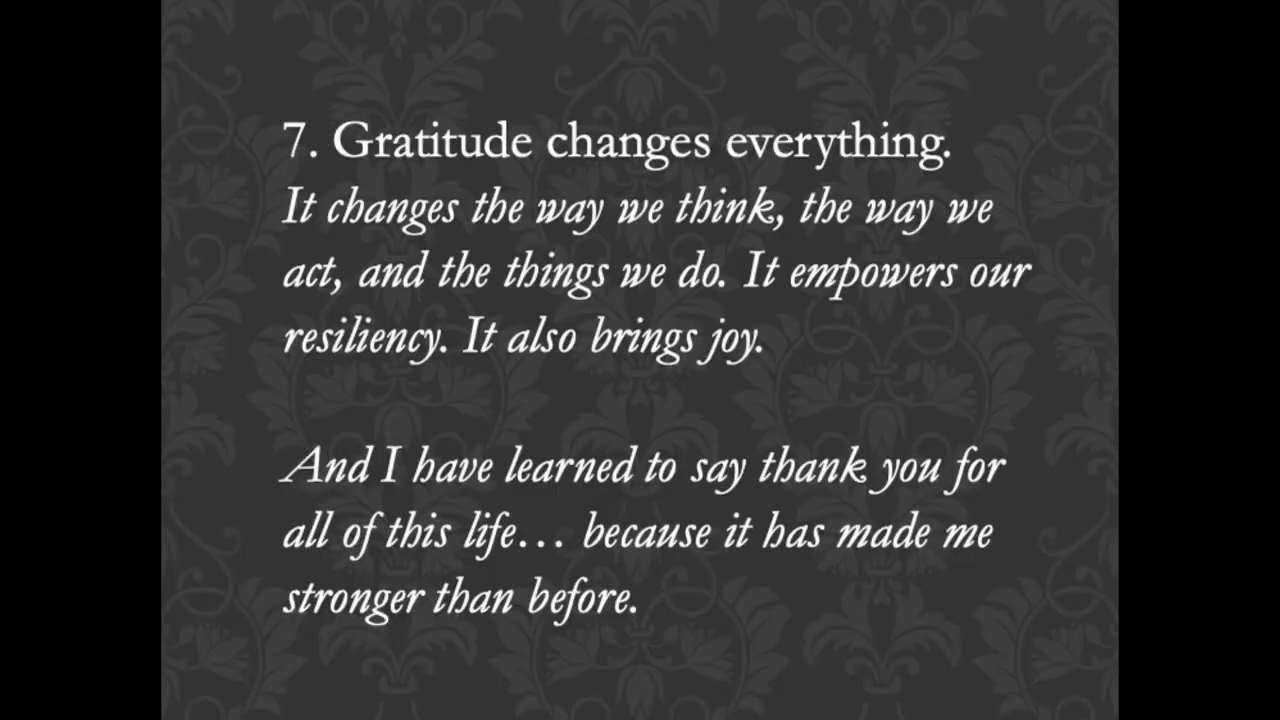 7. Gratitude changes everything.
It changes the way we think, the way we
act, and the things we do. It empowers our
resiliency. It also brings joy.
And I have learned to say thank you for
all of this life… because it has made me
stronger than before.